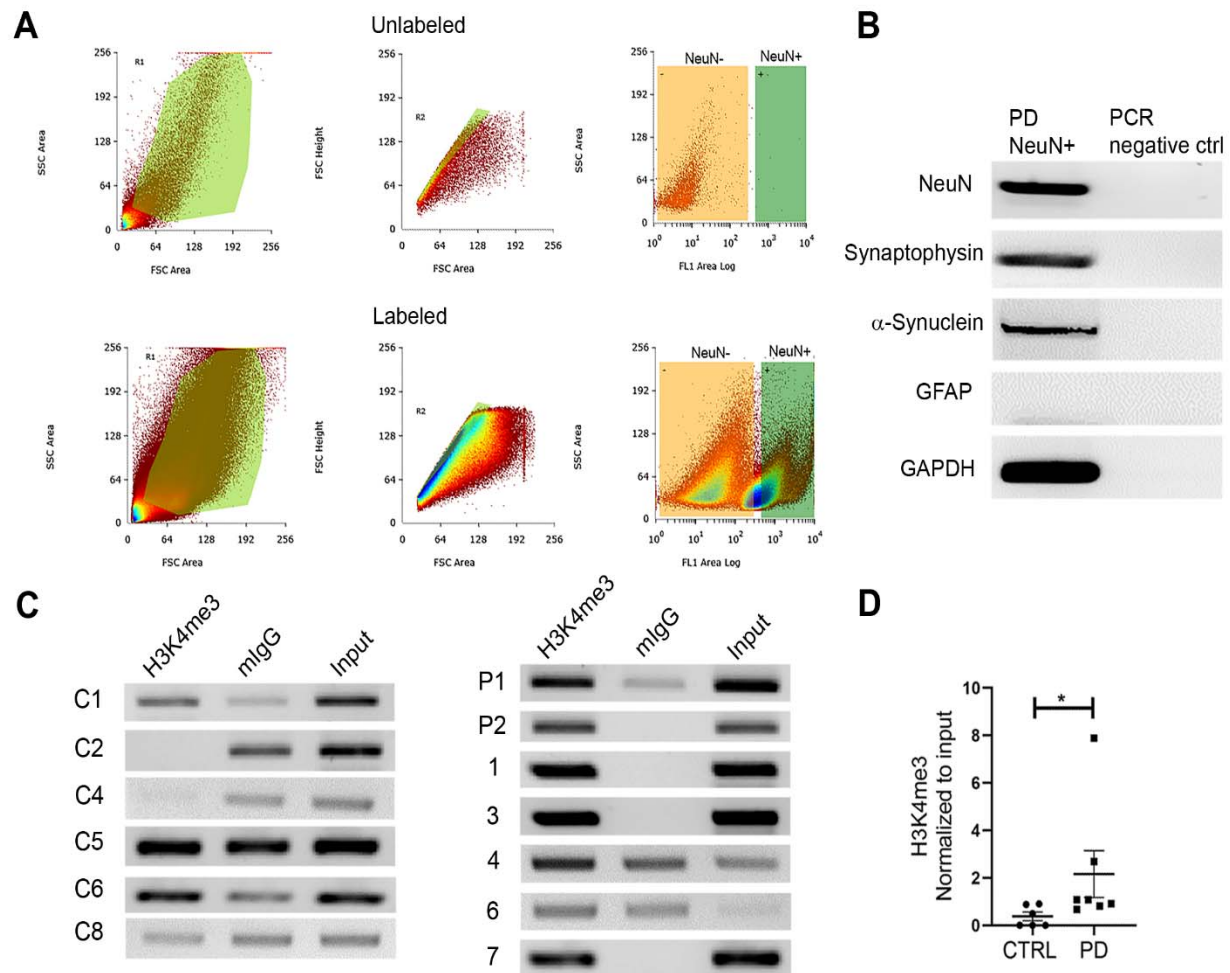 A
Unlabeled
B
R1
SSC Area
256
192
128
64
0
0 64 128 192 256
FSC Area
R2
FSC Height
256
192
128
64
0
0 64 128 192 256
FSC Area
NeuN- NeuN+
- +
SSC Area
256
192
128
64
0
10^0 10^1 10^2 10^3 10^4
FL1 Area Log
Labeled
R1
SSC Area
256
192
128
64
0
0 64 128 192 256
FSC Area
R2
FSC Height
256
192
128
64
0
0 64 128 192 256
FSC Area
NeuN- NeuN+
- +
SSC Area
256
192
128
64
0
10^0 10^1 10^2 10^3 10^4
FL1 Area Log
PD PCR
NeuN+ negative ctrl
NeuN
Synaptophysin
α-Synuclein
GFAP
GAPDH
C
H3K4me3 mIgG Input
C1
C2
C4
C5
C6
C8
H3K4me3 mIgG Input
P1
P2
1
3
4
6
7
D
H3K4me3
Normalized to input
10
8
6
4
2
0
*
CTRL PD